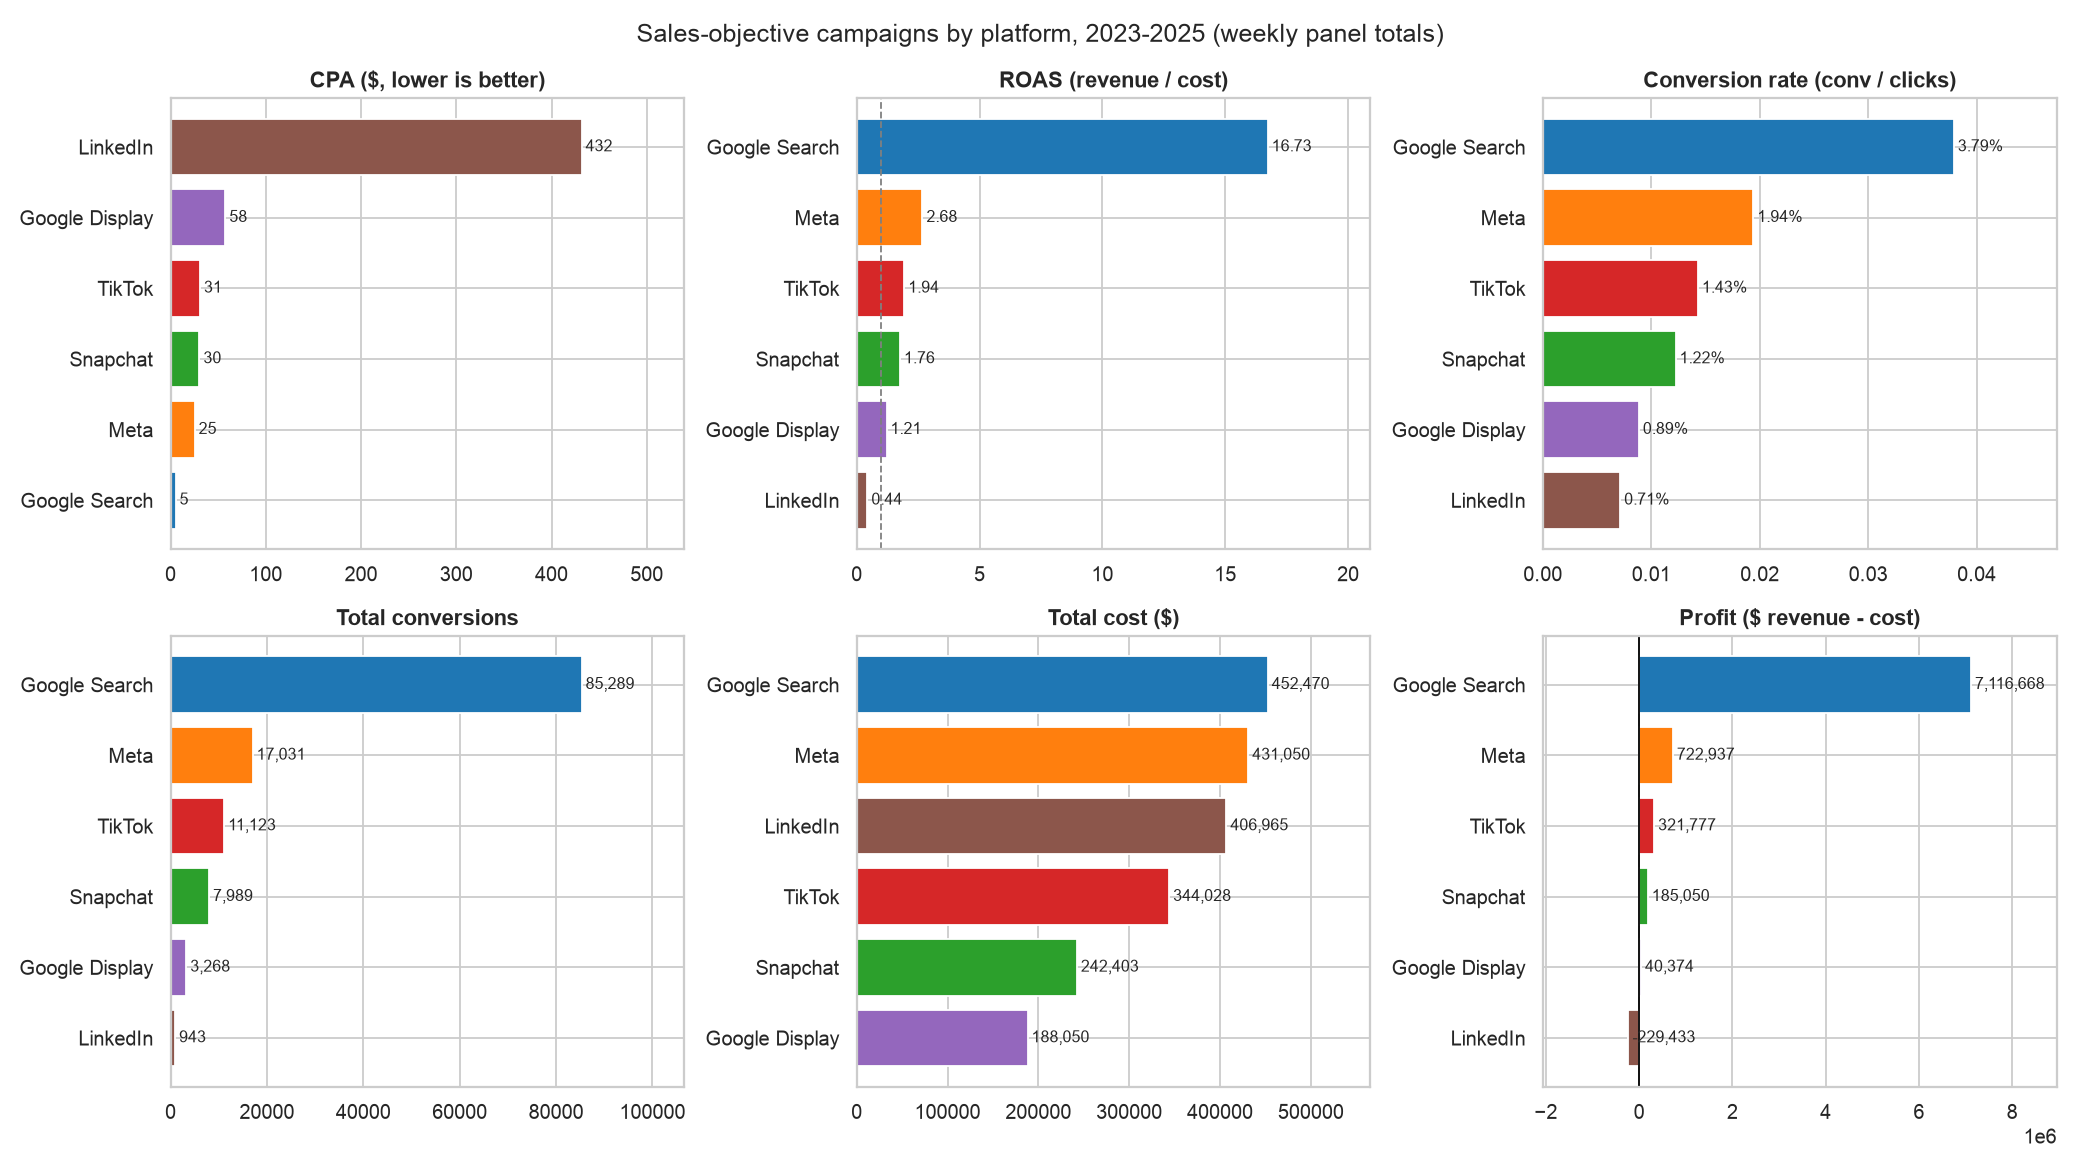 Sales-objective campaigns by platform, 2023-2025 (weekly panel totals)
CPA ($, lower is better)
LinkedIn 432
Google Display 58
TikTok 31
Snapchat 30
Meta 25
Google Search 5
0 100 200 300 400 500
ROAS (revenue / cost)
Google Search 16.73
Meta 2.68
TikTok 1.94
Snapchat 1.76
Google Display 1.21
LinkedIn 0.44
0 5 10 15 20
Conversion rate (conv / clicks)
Google Search 3.79%
Meta 1.94%
TikTok 1.43%
Snapchat 1.22%
Google Display 0.89%
LinkedIn 0.71%
0.00 0.01 0.02 0.03 0.04
Total conversions
Google Search 85,289
Meta 17,031
TikTok 11,123
Snapchat 7,989
Google Display 3,268
LinkedIn 943
0 20000 40000 60000 80000 100000
Total cost ($)
Google Search 452,470
Meta 431,050
LinkedIn 406,965
TikTok 344,028
Snapchat 242,403
Google Display 188,050
0 100000 200000 300000 400000 500000
Profit ($ revenue - cost)
Google Search 7,116,668
Meta 722,937
TikTok 321,777
Snapchat 185,050
Google Display 40,374
LinkedIn -229,433
−2 0 2 4 6 8
1e6